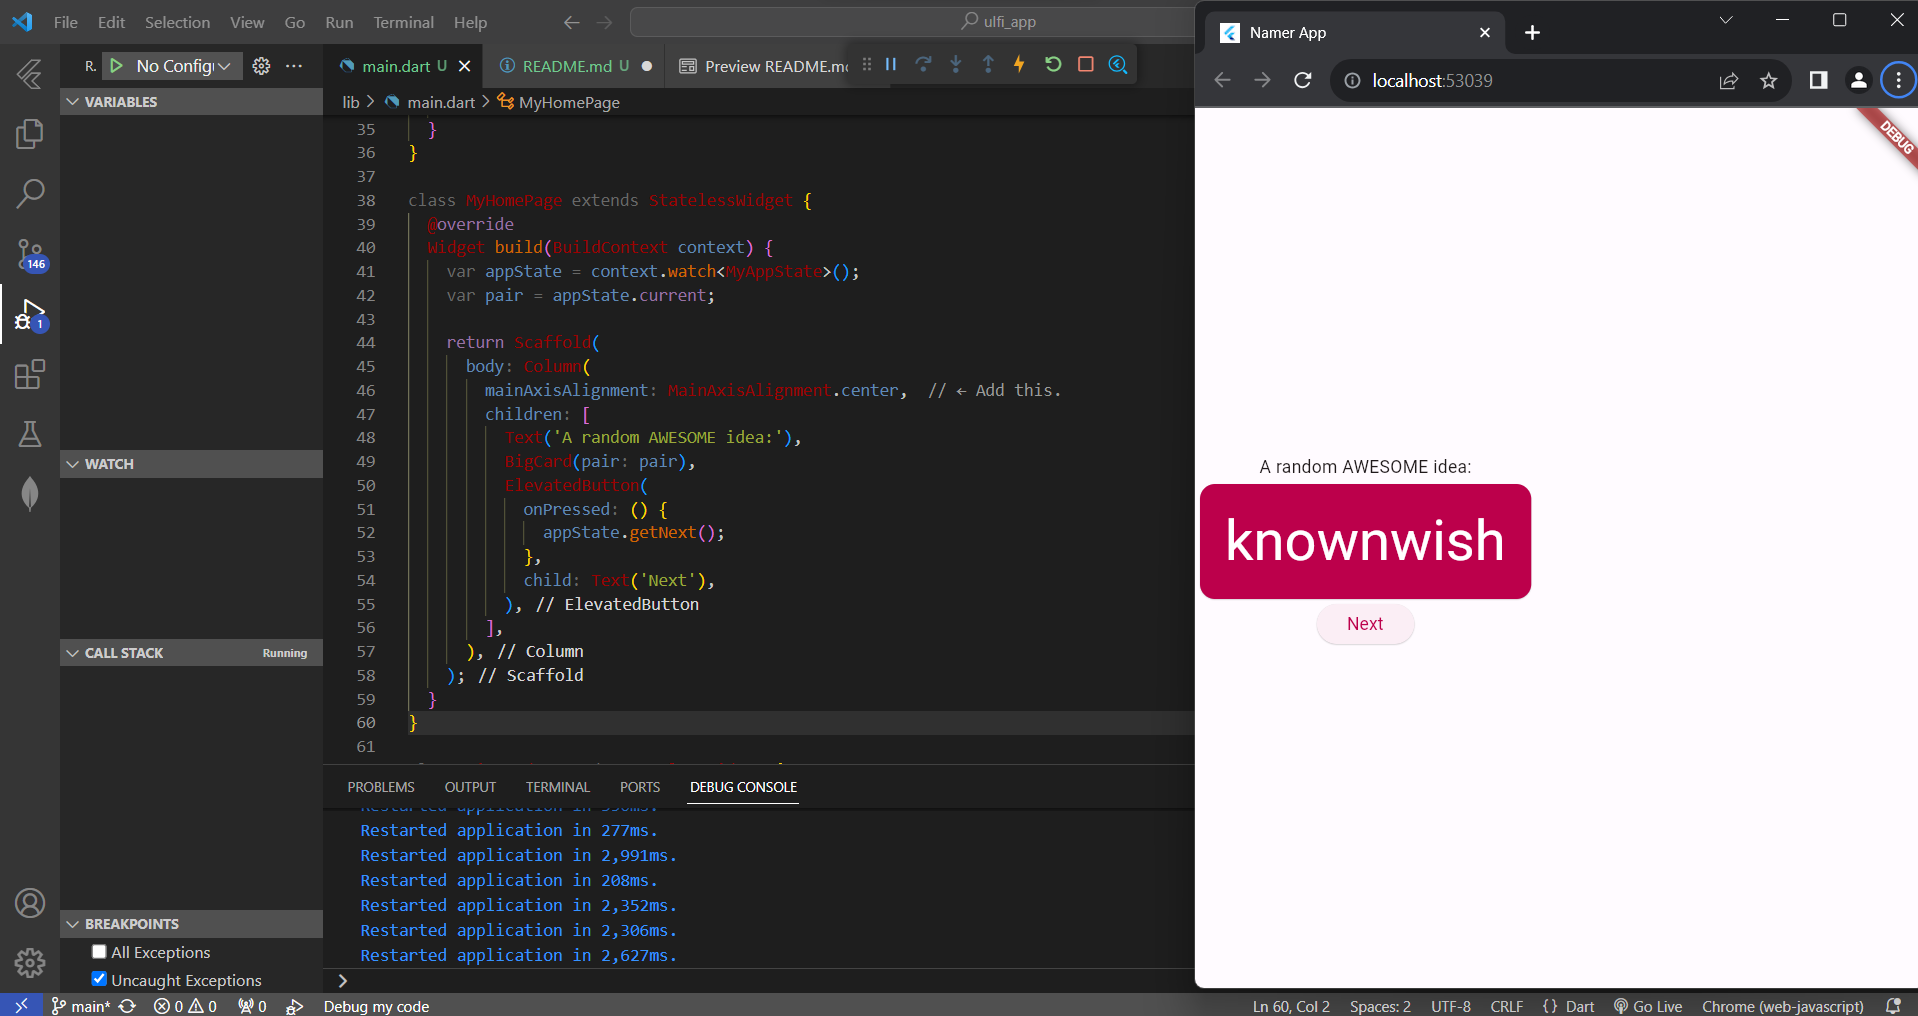 File Edit Selection View Go Run Terminal Help
ulfi_app
R. No Config
main.dart U
README.md U
Preview README.m
VARIABLES
lib > main.dart > MyHomePage
35 }
36 }
37
38 class MyHomePage extends StatelessWidget {
39 @override
40 Widget build(BuildContext context) {
41 var appState = context.watch<MyAppState>();
42 var pair = appState.current;
43
44 return Scaffold(
45 body: Column(
46 mainAxisAlignment: MainAxisAlignment.center, // ← Add this.
47 children: [
48 Text('A random AWESOME idea:'),
49 BigCard(pair: pair),
50 ElevatedButton(
51 onPressed: () {
52 appState.getNext();
53 },
54 child: Text('Next'),
55 ), // ElevatedButton
56 ],
57 ), // Column
58 ); // Scaffold
59 }
60 }
61
146
1
WATCH
CALL STACK Running
BREAKPOINTS
All Exceptions
Uncaught Exceptions
PROBLEMS OUTPUT TERMINAL PORTS DEBUG CONSOLE
Restarted application in 277ms.
Restarted application in 2,991ms.
Restarted application in 208ms.
Restarted application in 2,352ms.
Restarted application in 2,306ms.
Restarted application in 2,627ms.
>
main* 0 0 0 Debug my code
Ln 60, Col 2 Spaces: 2 UTF-8 CRLF {} Dart Go Live Chrome (web-javascript)
Namer App
localhost:53039
DEBUG
A random AWESOME idea:
knownwish
Next